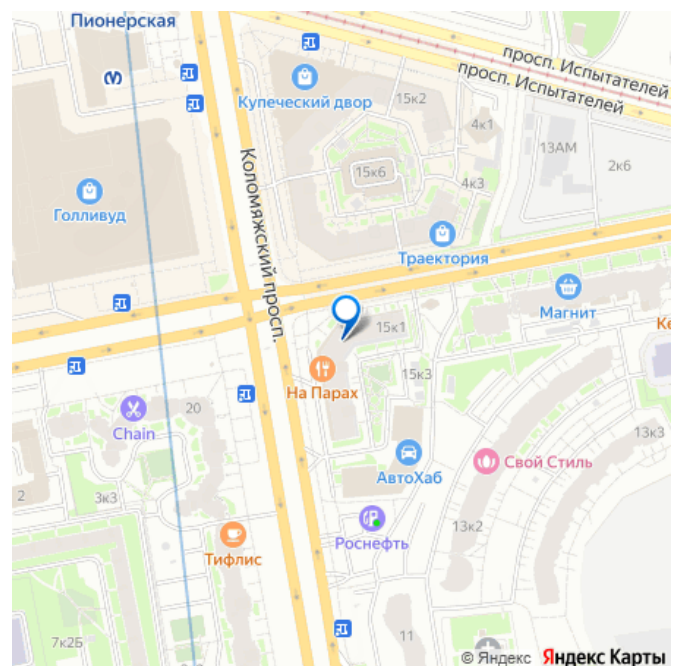 Пионерская
просп. Испытателей
просп. Испытателей
Купеческий двор
15к2
4к1
13АМ
2к6
15к6
4к3
Голливуд
Коломяжский просп.
Траектория
Магнит
15к1
Ке
На Парах
15к3
20
Chain
13к3
Свой Стиль
АвтоХаб
2
3к3
13к2
Роснефть
Тифлис
7к2Б
11
© Яндекс Яндекс Карты